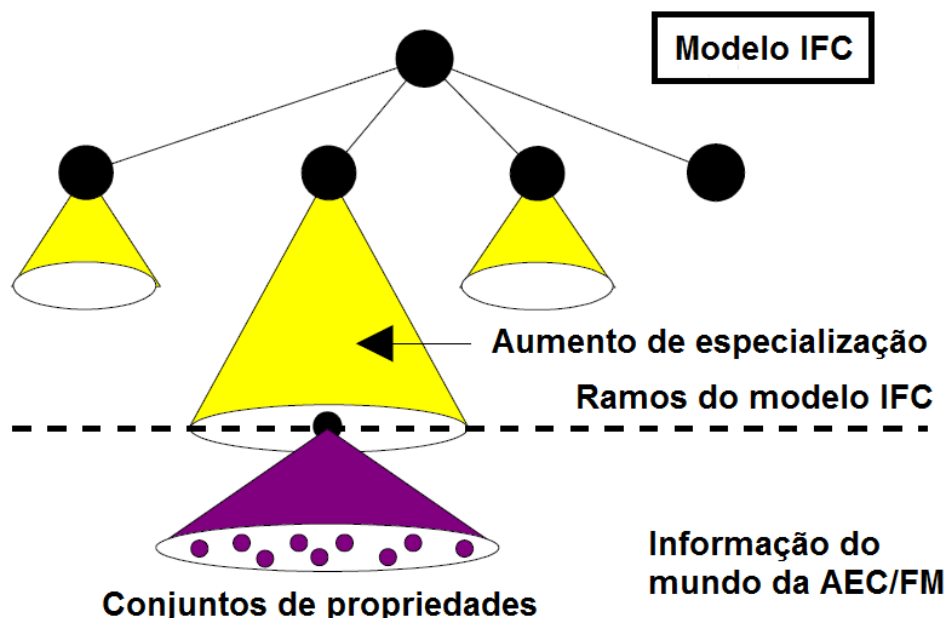 Modelo IFC
Aumento de especialização
Ramos do modelo IFC
Informação do
mundo da AEC/FM
Conjuntos de propriedades